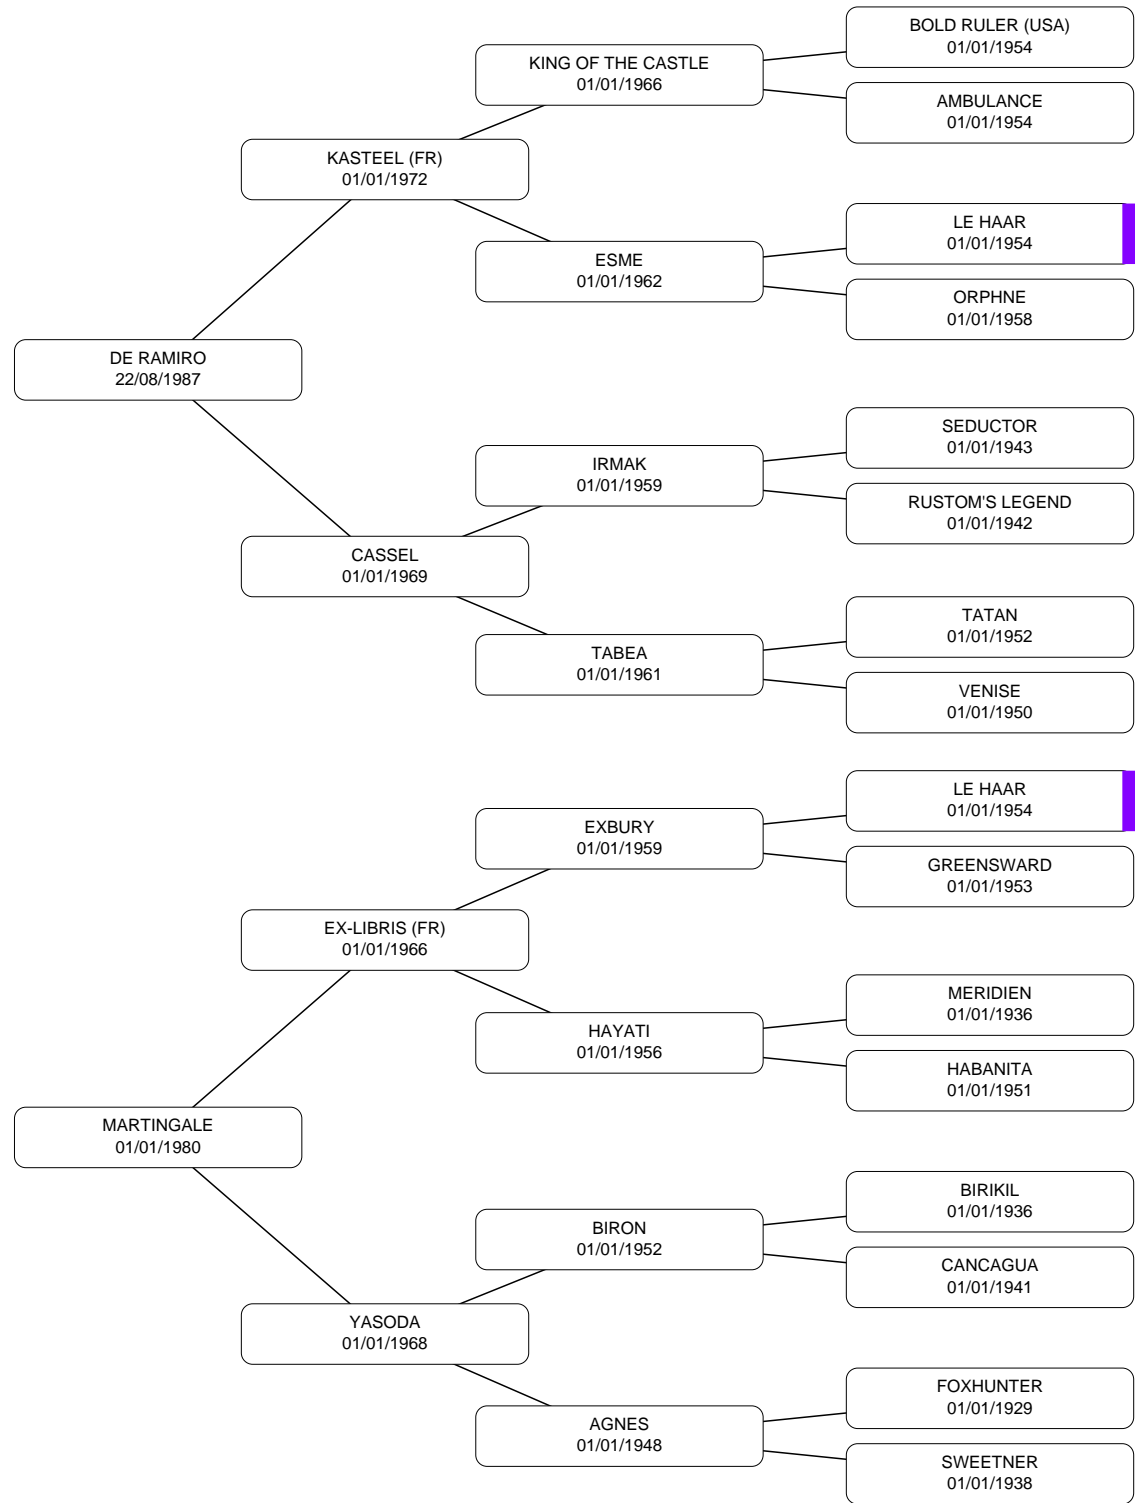 BOLD RULER (USA)
01/01/1954
KING OF THE CASTLE
01/01/1966
AMBULANCE
01/01/1954
KASTEEL (FR)
01/01/1972
LE HAAR
01/01/1954
ESME
01/01/1962
ORPHNE
01/01/1958
DE RAMIRO
22/08/1987
SEDUCTOR
01/01/1943
IRMAK
01/01/1959
RUSTOM'S LEGEND
01/01/1942
CASSEL
01/01/1969
TATAN
01/01/1952
TABEA
01/01/1961
VENISE
01/01/1950
LE HAAR
01/01/1954
EXBURY
01/01/1959
GREENSWARD
01/01/1953
EX-LIBRIS (FR)
01/01/1966
MERIDIEN
01/01/1936
HAYATI
01/01/1956
HABANITA
01/01/1951
MARTINGALE
01/01/1980
BIRIKIL
01/01/1936
BIRON
01/01/1952
CANCAGUA
01/01/1941
YASODA
01/01/1968
FOXHUNTER
01/01/1929
AGNES
01/01/1948
SWEETNER
01/01/1938